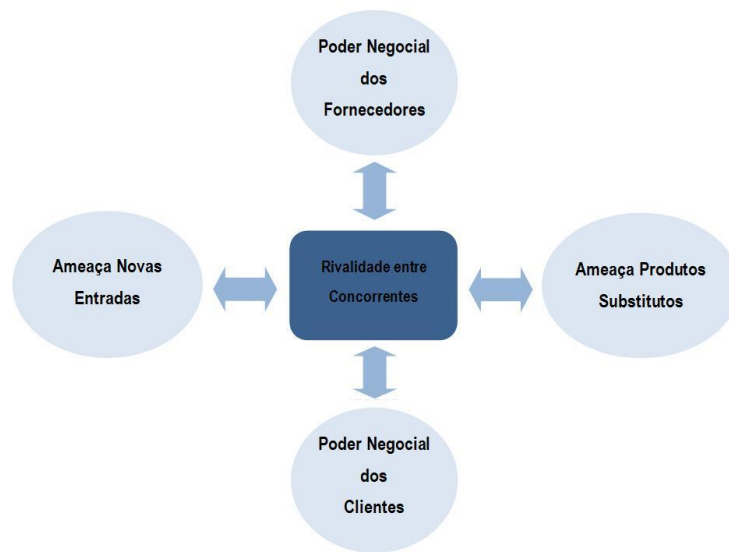 Poder Negocial
dos
Fornecedores
Ameaça Novas
Entradas
Rivalidade entre
Concorrentes
Ameaça Produtos
Substitutos
Poder Negocial
dos
Clientes